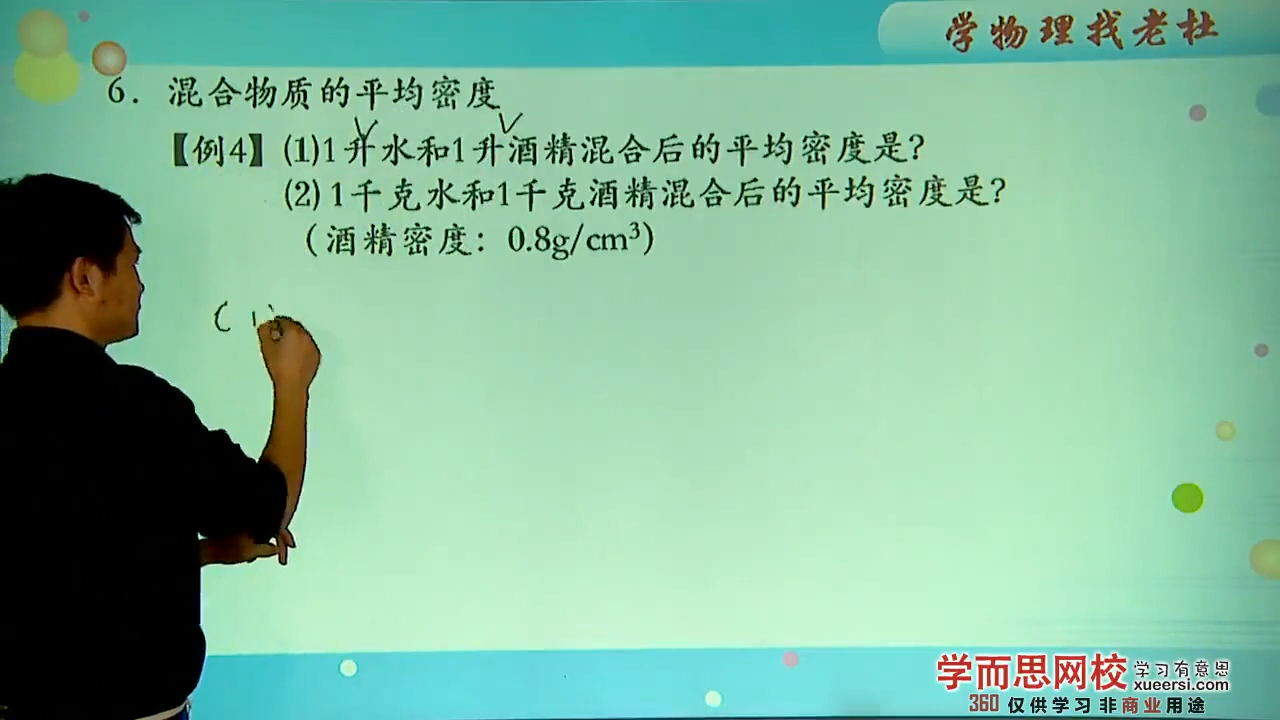 学物理找老杜
6. 混合物质的平均密度
【例4】(1)1升水和1升酒精混合后的平均密度是?
(2) 1千克水和1千克酒精混合后的平均密度是?
(酒精密度: 0.8g/cm³)
( 1)
学而思网校 学习有意思
xueersi.com
360 仅供学习 非商业用途